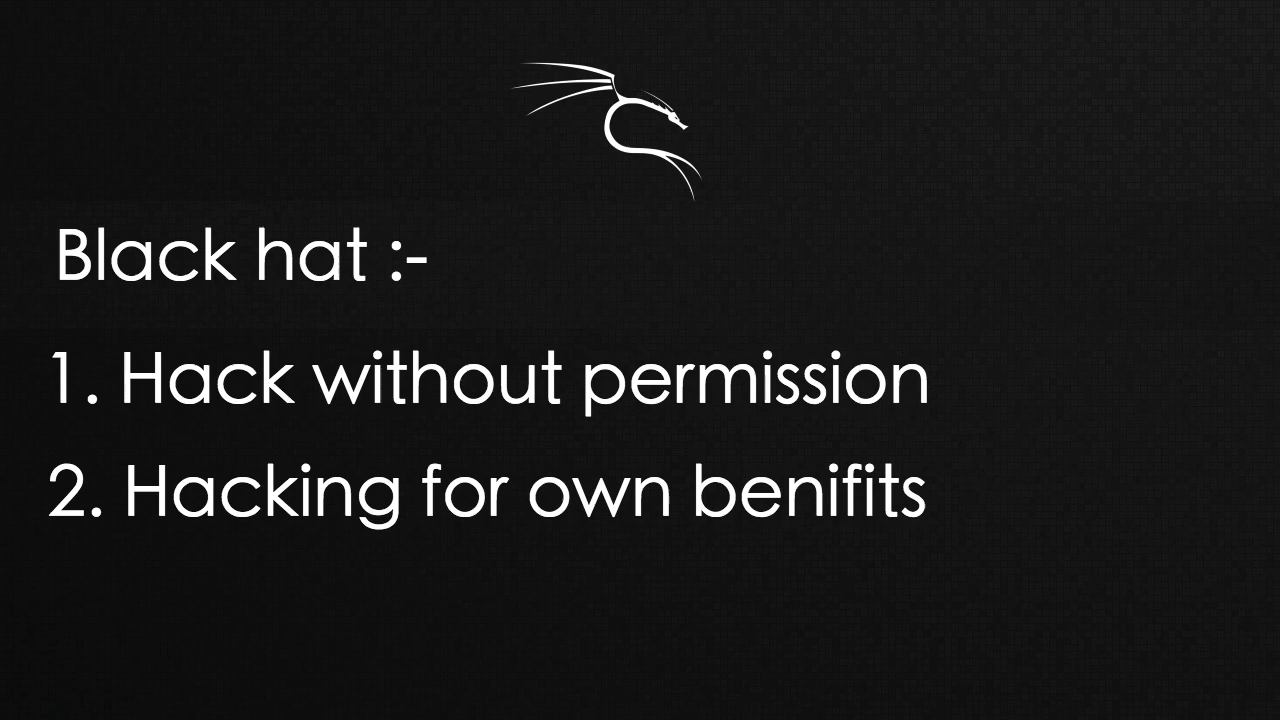 Black hat :-
1. Hack without permission
2. Hacking for own benifits